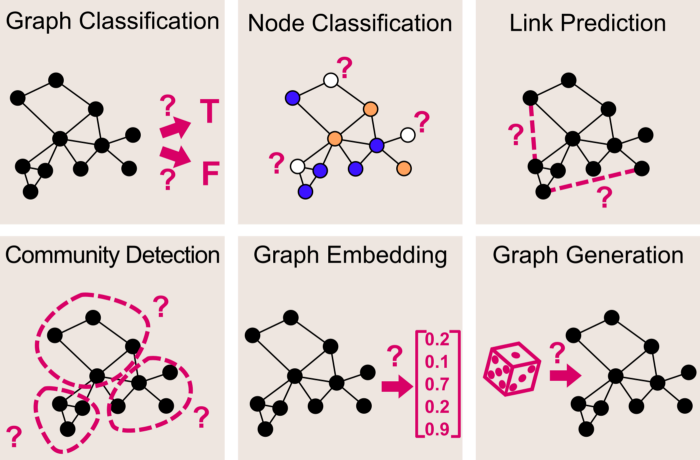 Graph Classification
?
T
?
F
Node Classification
?
?
?
Link Prediction
?
?
Community Detection
?
?
?
Graph Embedding
?
0.2
0.1
0.7
0.2
0.9
Graph Generation
?